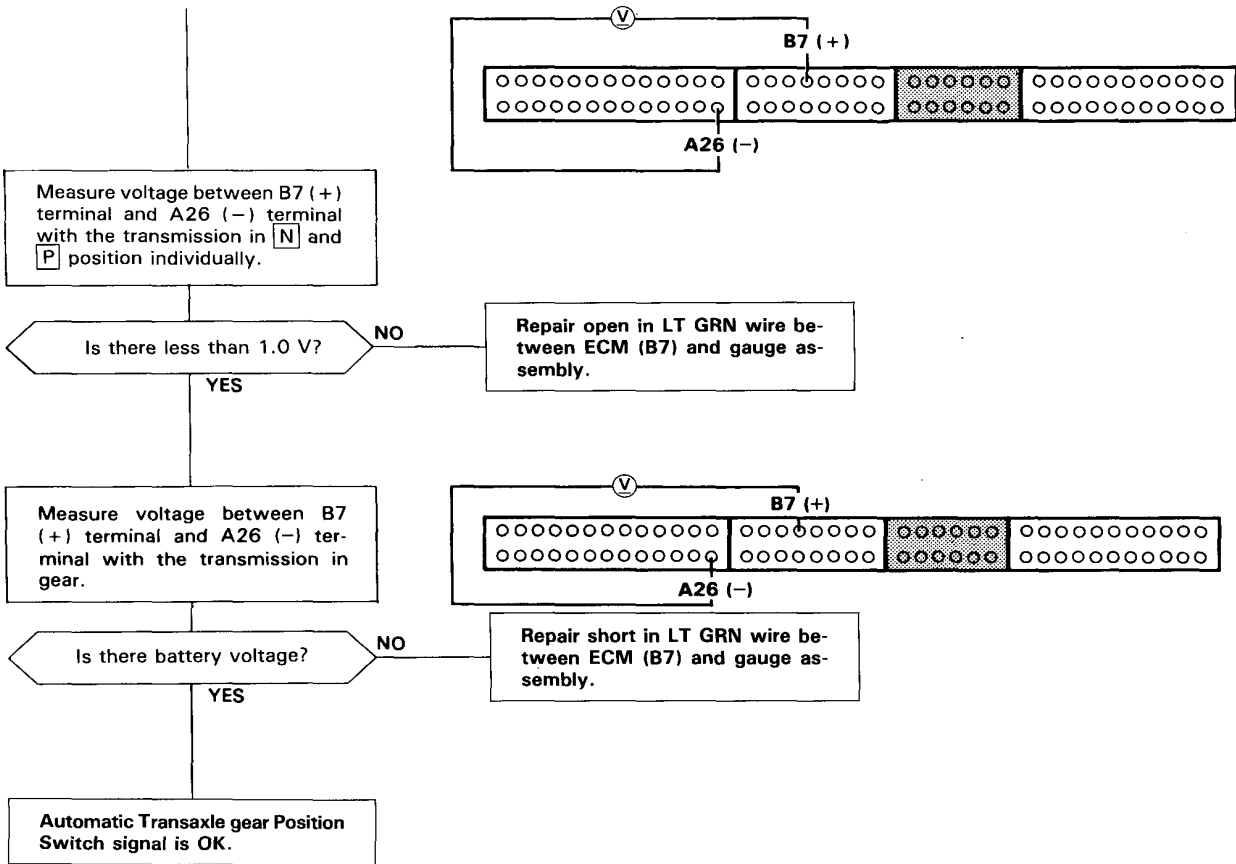 V
B7 (+)
A26 (−)
Measure voltage between B7 (+)
terminal and A26 (−) terminal
with the transmission in N and
P position individually.
Is there less than 1.0 V?
NO
YES
Repair open in LT GRN wire be-
tween ECM (B7) and gauge as-
sembly.
V
B7 (+)
A26 (−)
Measure voltage between B7
(+) terminal and A26 (−) ter-
minal with the transmission in
gear.
Is there battery voltage?
NO
YES
Repair short in LT GRN wire be-
tween ECM (B7) and gauge as-
sembly.
Automatic Transaxle gear Position
Switch signal is OK.